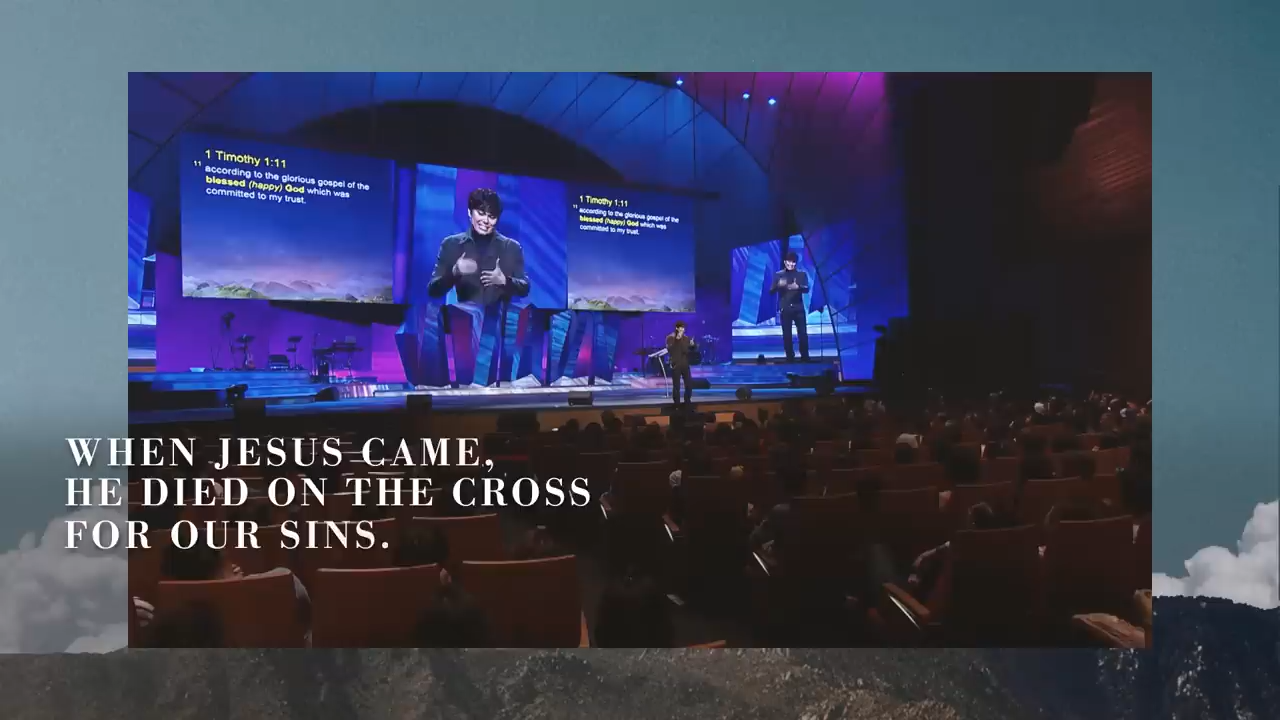 1 Timothy 1:11
11 according to the glorious gospel of the
blessed (happy) God which was
committed to my trust.
1 Timothy 1:11
11 according to the glorious gospel of the
blessed (happy) God which was
committed to my trust.
WHEN JESUS CAME,
HE DIED ON THE CROSS
FOR OUR SINS.